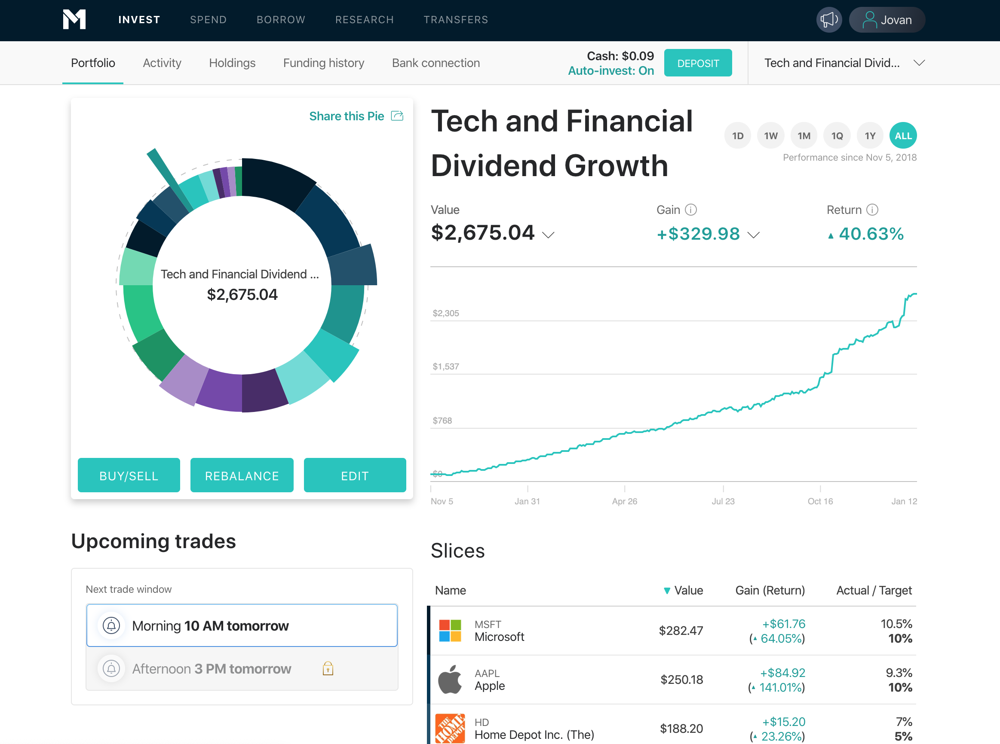 M
INVEST
SPEND
BORROW
RESEARCH
TRANSFERS
Jovan
Portfolio
Activity
Holdings
Funding history
Bank connection
Cash: $0.09
Auto-invest: On
DEPOSIT
Tech and Financial Divid...
Share this Pie
Tech and Financial Dividend ...
$2,675.04
BUY/SELL
REBALANCE
EDIT
Tech and Financial
Dividend Growth
1D
1W
1M
1Q
1Y
ALL
Performance since Nov 5, 2018
Value
$2,675.04
Gain
+$329.98
Return
▲ 40.63%
$2,305
$1,537
$768
$0
Nov 5
Jan 31
Apr 26
Jul 23
Oct 16
Jan 12
Upcoming trades
Next trade window
Morning 10 AM tomorrow
Afternoon 3 PM tomorrow
Slices
Name
▼ Value
Gain (Return)
Actual / Target
MSFT
Microsoft
$282.47
+$61.76
(▲ 64.05%)
10.5%
10%
AAPL
Apple
$250.18
+$84.92
(▲ 141.01%)
9.3%
10%
THE
HOME
DEPOT
HD
Home Depot Inc. (The)
$188.20
+$15.20
(▲ 23.26%)
7%
5%